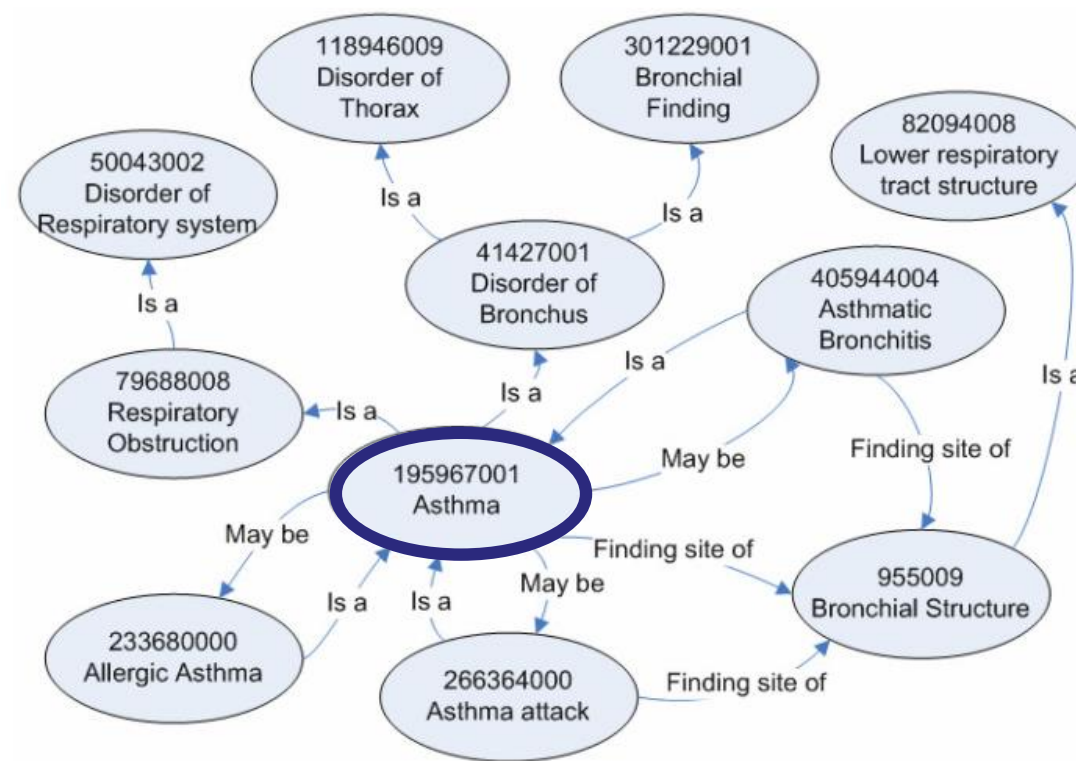 118946009
Disorder of
Thorax
301229001
Bronchial
Finding
82094008
Lower respiratory
tract structure
50043002
Disorder of
Respiratory system
Is a
Is a
41427001
Disorder of
Bronchus
405944004
Asthmatic
Bronchitis
Is a
79688008
Respiratory
Obstruction
Is a
Is a
Is a
Is a
195967001
Asthma
May be
Finding site of
May be
Finding site of
May be
955009
Bronchial Structure
233680000
Allergic Asthma
Is a
Is a
266364000
Asthma attack
Finding site of